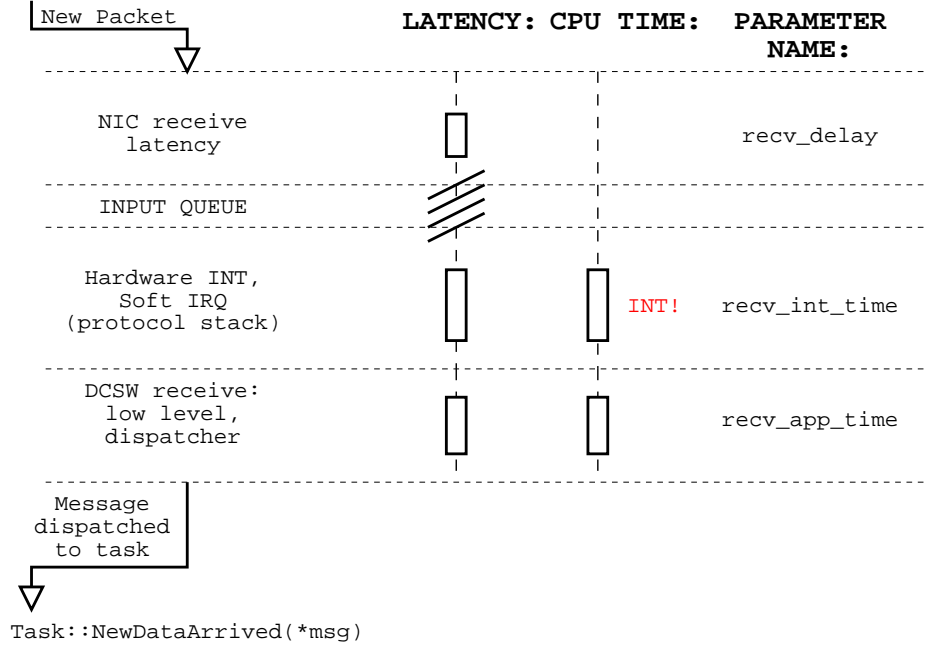 New Packet
LATENCY: CPU TIME: PARAMETER
NAME:
NIC receive
latency
recv_delay
INPUT QUEUE
Hardware INT,
Soft IRQ
(protocol stack)
INT!
recv_int_time
DCSW receive:
low level,
dispatcher
recv_app_time
Message
dispatched
to task
Task::NewDataArrived(*msg)